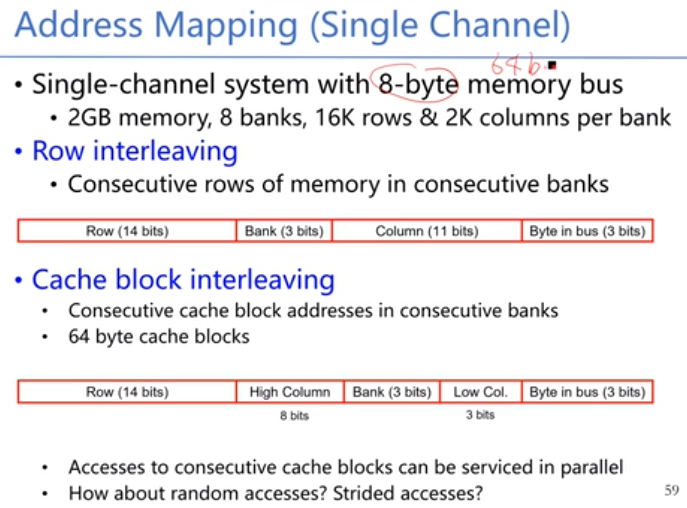 Address Mapping (Single Channel)
64b
• Single-channel system with 8-byte memory bus
• 2GB memory, 8 banks, 16K rows & 2K columns per bank
• Row interleaving
• Consecutive rows of memory in consecutive banks
Row (14 bits) Bank (3 bits) Column (11 bits) Byte in bus (3 bits)
• Cache block interleaving
• Consecutive cache block addresses in consecutive banks
• 64 byte cache blocks
Row (14 bits) High Column Bank (3 bits) Low Col. Byte in bus (3 bits)
8 bits 3 bits
• Accesses to consecutive cache blocks can be serviced in parallel
• How about random accesses? Strided accesses?
59